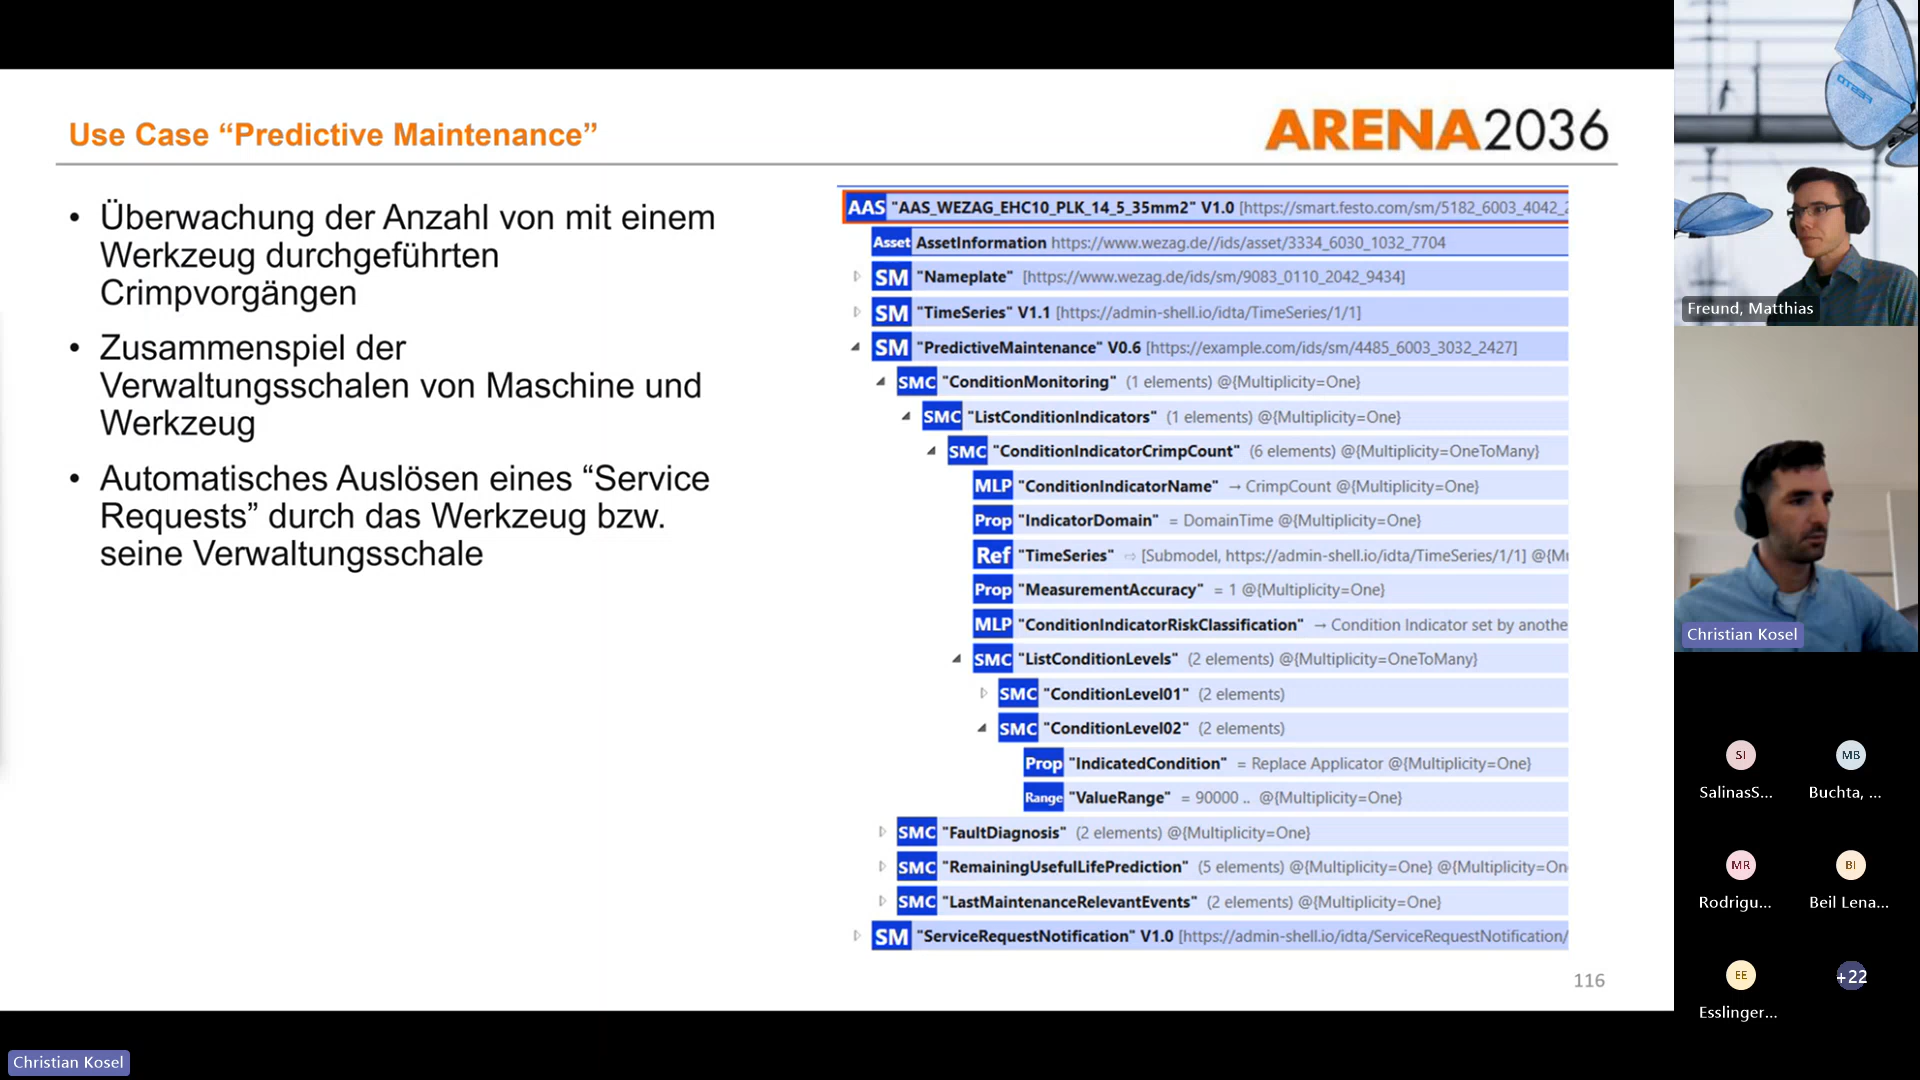 Use Case “Predictive Maintenance”
ARENA2036
• Überwachung der Anzahl von mit einem
Werkzeug durchgeführten
Crimpvorgängen
• Zusammenspiel der
Verwaltungsschalen von Maschine und
Werkzeug
• Automatisches Auslösen eines “Service
Requests” durch das Werkzeug bzw.
seine Verwaltungsschale
AAS "AAS_WEZAG_EHC10_PLK_14_5_35mm2" V1.0 [https://smart.festo.com/sm/5182_6003_4042_2
Asset AssetInformation https://www.wezag.de//ids/asset/3334_6030_1032_7704
SM "Nameplate" [https://www.wezag.de/ids/sm/9083_0110_2042_9434]
SM "TimeSeries" V1.1 [https://admin-shell.io/idta/TimeSeries/1/1]
SM "PredictiveMaintenance" V0.6 [https://example.com/ids/sm/4485_6003_3032_2427]
SMC "ConditionMonitoring" (1 elements) @{Multiplicity=One}
SMC "ListConditionIndicators" (1 elements) @{Multiplicity=One}
SMC "ConditionIndicatorCrimpCount" (6 elements) @{Multiplicity=OneToMany}
MLP "ConditionIndicatorName" → CrimpCount @{Multiplicity=One}
Prop "IndicatorDomain" = DomainTime @{Multiplicity=One}
Ref "TimeSeries" ⇨ [Submodel, https://admin-shell.io/idta/TimeSeries/1/1] @{Mu
Prop "MeasurementAccuracy" = 1 @{Multiplicity=One}
MLP "ConditionIndicatorRiskClassification" → Condition Indicator set by anothe
SMC "ListConditionLevels" (2 elements) @{Multiplicity=OneToMany}
SMC "ConditionLevel01" (2 elements)
SMC "ConditionLevel02" (2 elements)
Prop "IndicatedCondition" = Replace Applicator @{Multiplicity=One}
Range "ValueRange" = 90000 .. @{Multiplicity=One}
SMC "FaultDiagnosis" (2 elements) @{Multiplicity=One}
SMC "RemainingUsefulLifePrediction" (5 elements) @{Multiplicity=One} @{Multiplicity=On
SMC "LastMaintenanceRelevantEvents" (2 elements) @{Multiplicity=One}
SM "ServiceRequestNotification" V1.0 [https://admin-shell.io/idta/ServiceRequestNotification/
116
Christian Kosel
FESTO
Freund, Matthias
Christian Kosel
SI
SalinasS...
MB
Buchta, ...
MR
Rodrigu...
BI
Beil Lena...
EE
Esslinger...
+22